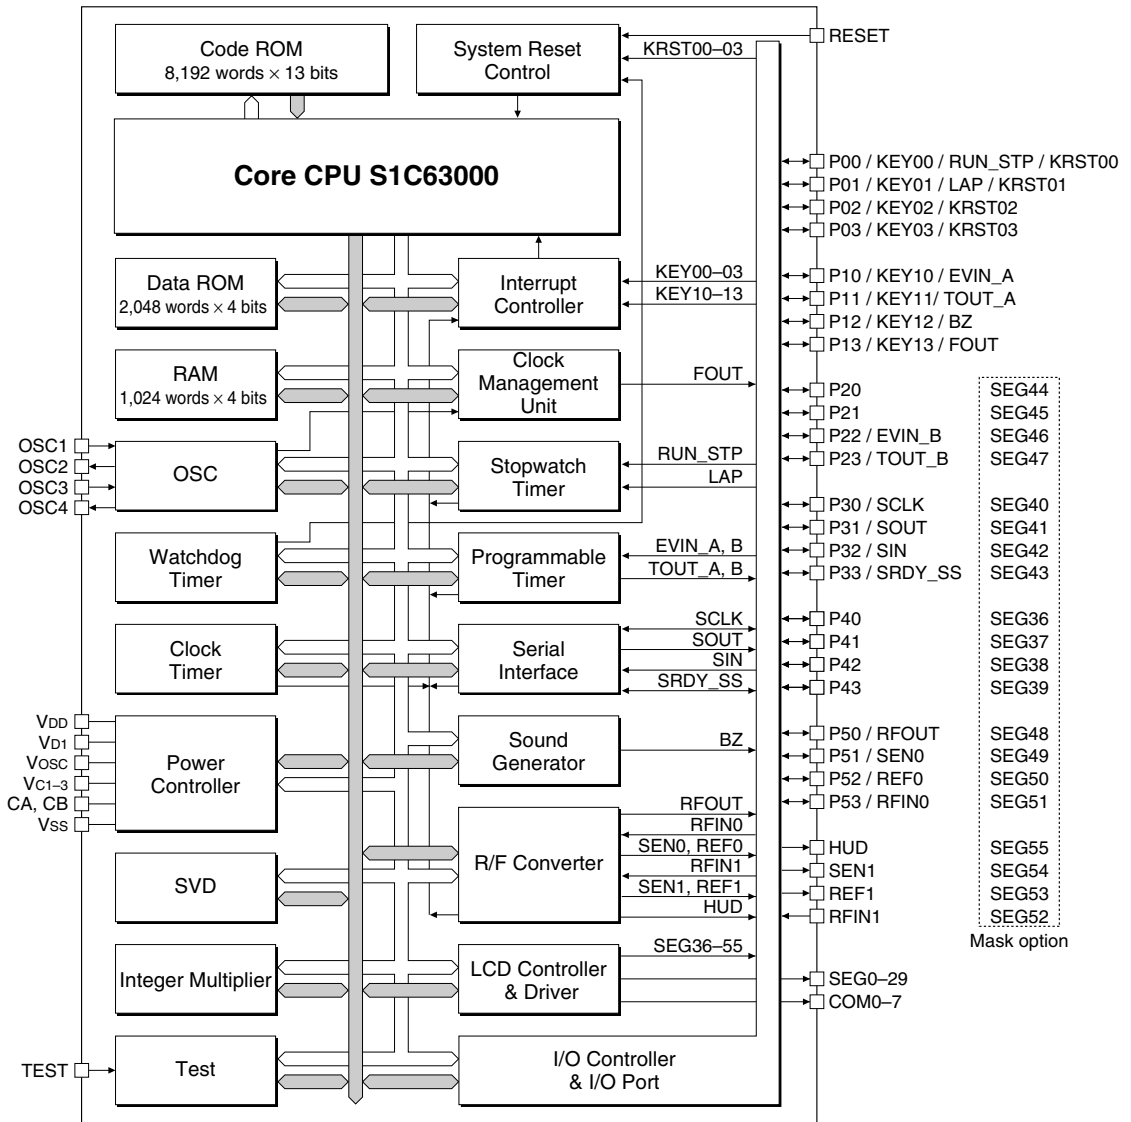 Code ROM
8,192 words × 13 bits
System Reset
Control
KRST00–03
RESET
Core CPU S1C63000
P00 / KEY00 / RUN_STP / KRST00
P01 / KEY01 / LAP / KRST01
P02 / KEY02 / KRST02
P03 / KEY03 / KRST03
Data ROM
2,048 words × 4 bits
Interrupt
Controller
KEY00–03
KEY10–13
P10 / KEY10 / EVIN_A
P11 / KEY11/ TOUT_A
P12 / KEY12 / BZ
P13 / KEY13 / FOUT
RAM
1,024 words × 4 bits
Clock
Management
Unit
FOUT
P20 SEG44
P21 SEG45
P22 / EVIN_B SEG46
P23 / TOUT_B SEG47
OSC1
OSC2
OSC3
OSC4
OSC
Stopwatch
Timer
RUN_STP
LAP
P30 / SCLK SEG40
P31 / SOUT SEG41
P32 / SIN SEG42
P33 / SRDY_SS SEG43
Watchdog
Timer
Programmable
Timer
EVIN_A, B
TOUT_A, B
Clock
Timer
Serial
Interface
SCLK
SOUT
SIN
SRDY_SS
P40 SEG36
P41 SEG37
P42 SEG38
P43 SEG39
VDD
VD1
VOSC
VC1–3
CA, CB
VSS
Power
Controller
Sound
Generator
BZ
P50 / RFOUT SEG48
P51 / SEN0 SEG49
P52 / REF0 SEG50
P53 / RFIN0 SEG51
SVD
R/F Converter
RFOUT
RFIN0
SEN0, REF0
RFIN1
SEN1, REF1
HUD
HUD SEG55
SEN1 SEG54
REF1 SEG53
RFIN1 SEG52
Mask option
Integer Multiplier
LCD Controller
& Driver
SEG36–55
SEG0–29
COM0–7
TEST
Test
I/O Controller
& I/O Port